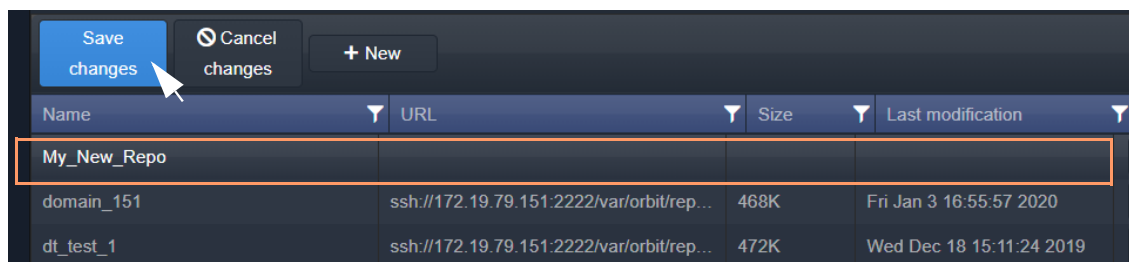 Save changes
Cancel changes
+ New
Name URL Size Last modification
My_New_Repo
domain_151 ssh://172.19.79.151:2222/var/orbit/rep... 468K Fri Jan 3 16:55:57 2020
dt_test_1 ssh://172.19.79.151:2222/var/orbit/rep... 472K Wed Dec 18 15:11:24 2019